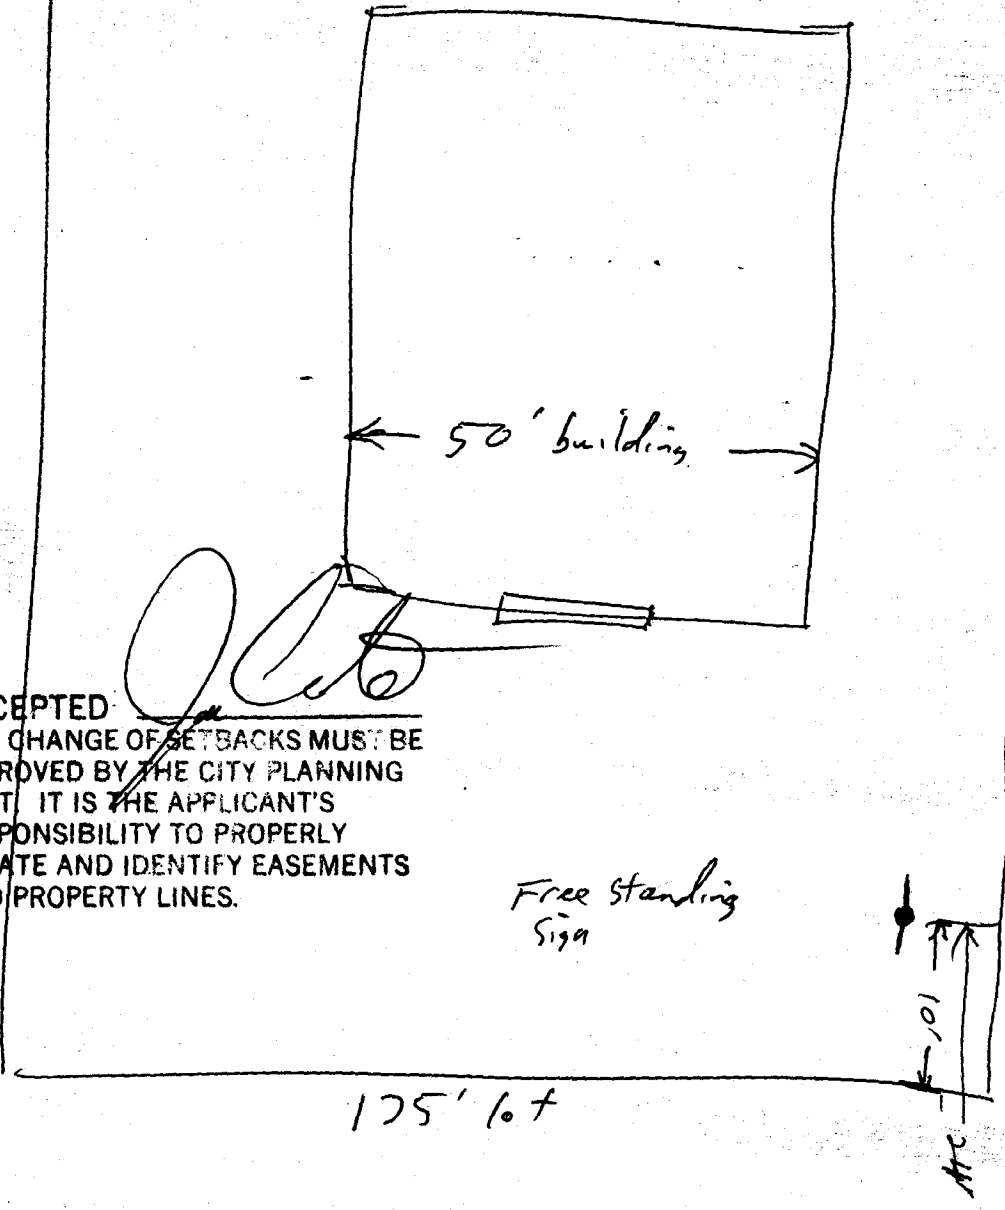 50' building
CEPTED
CHANGE OF SETBACKS MUST BE
ROVED BY THE CITY PLANNING
T. IT IS THE APPLICANT'S
PONSIBILITY TO PROPERLY
ATE AND IDENTIFY EASEMENTS
PROPERTY LINES.
Free Standing
Sign
10'
125' lot